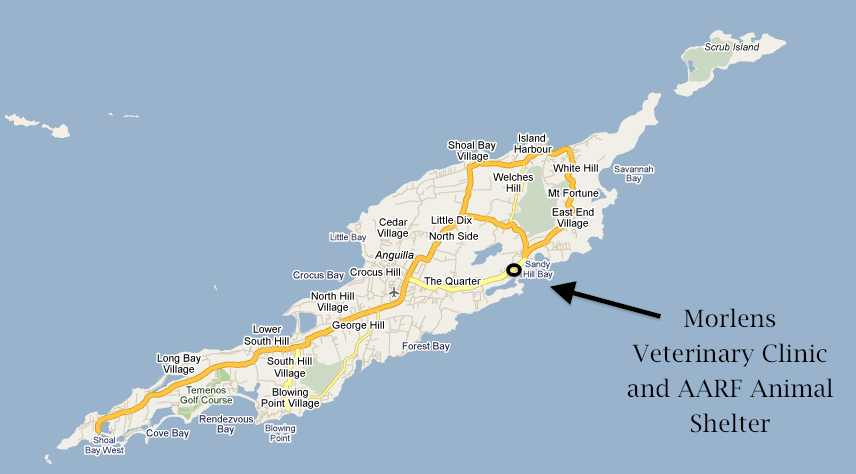 Scrub Island
Island
Harbour
Shoal Bay
Village
White Hill
Savannah
Bay
Welches
Hill
Mt Fortune
East End
Village
Little Dix
Cedar
Village
North Side
Little Bay
Anguilla
Sandy
Hill Bay
Crocus Bay
Crocus Hill
The Quarter
North Hill
Village
George Hill
Lower
South Hill
Forest Bay
Long Bay
Village
South Hill
Village
Temenos
Golf Course
Blowing
Point Village
Rendezvous
Bay
Cove Bay
Blowing
Point
Shoal
Bay West
Morlens
Veterinary Clinic
and AARF Animal
Shelter